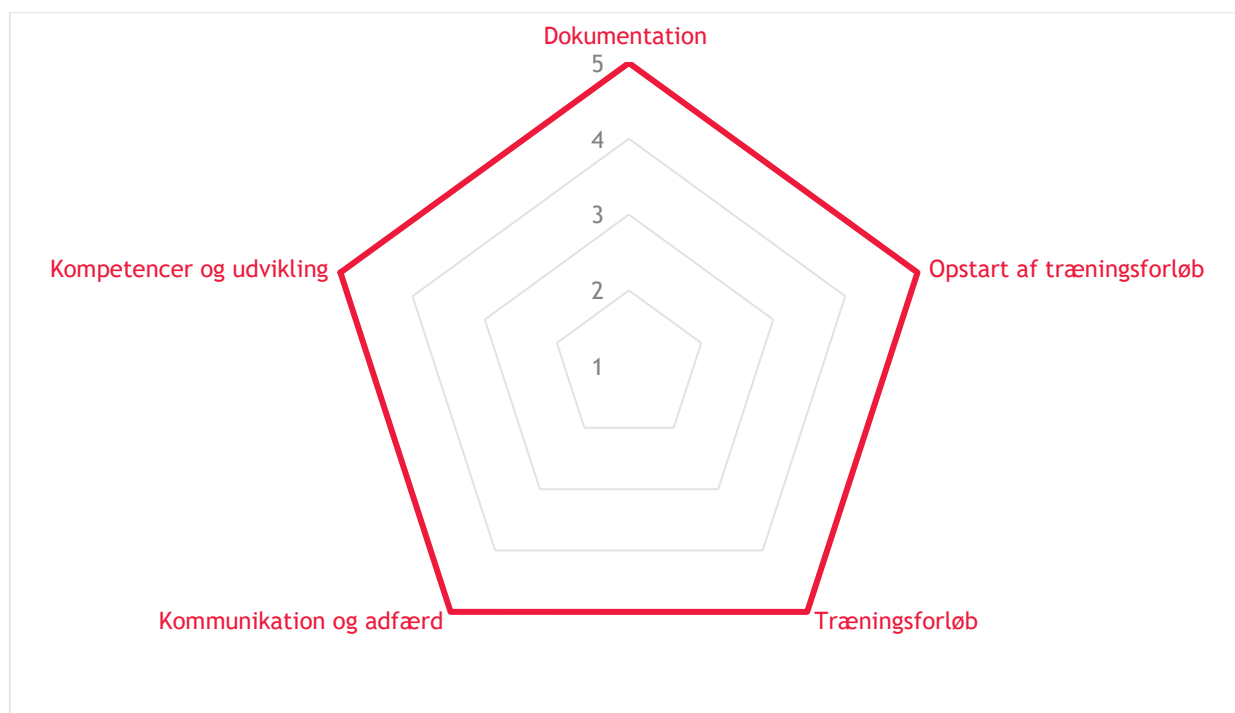 Dokumentation
5
4
3
2
1
Kompetencer og udvikling
Opstart af træningsforløb
Kommunikation og adfærd
Træningsforløb